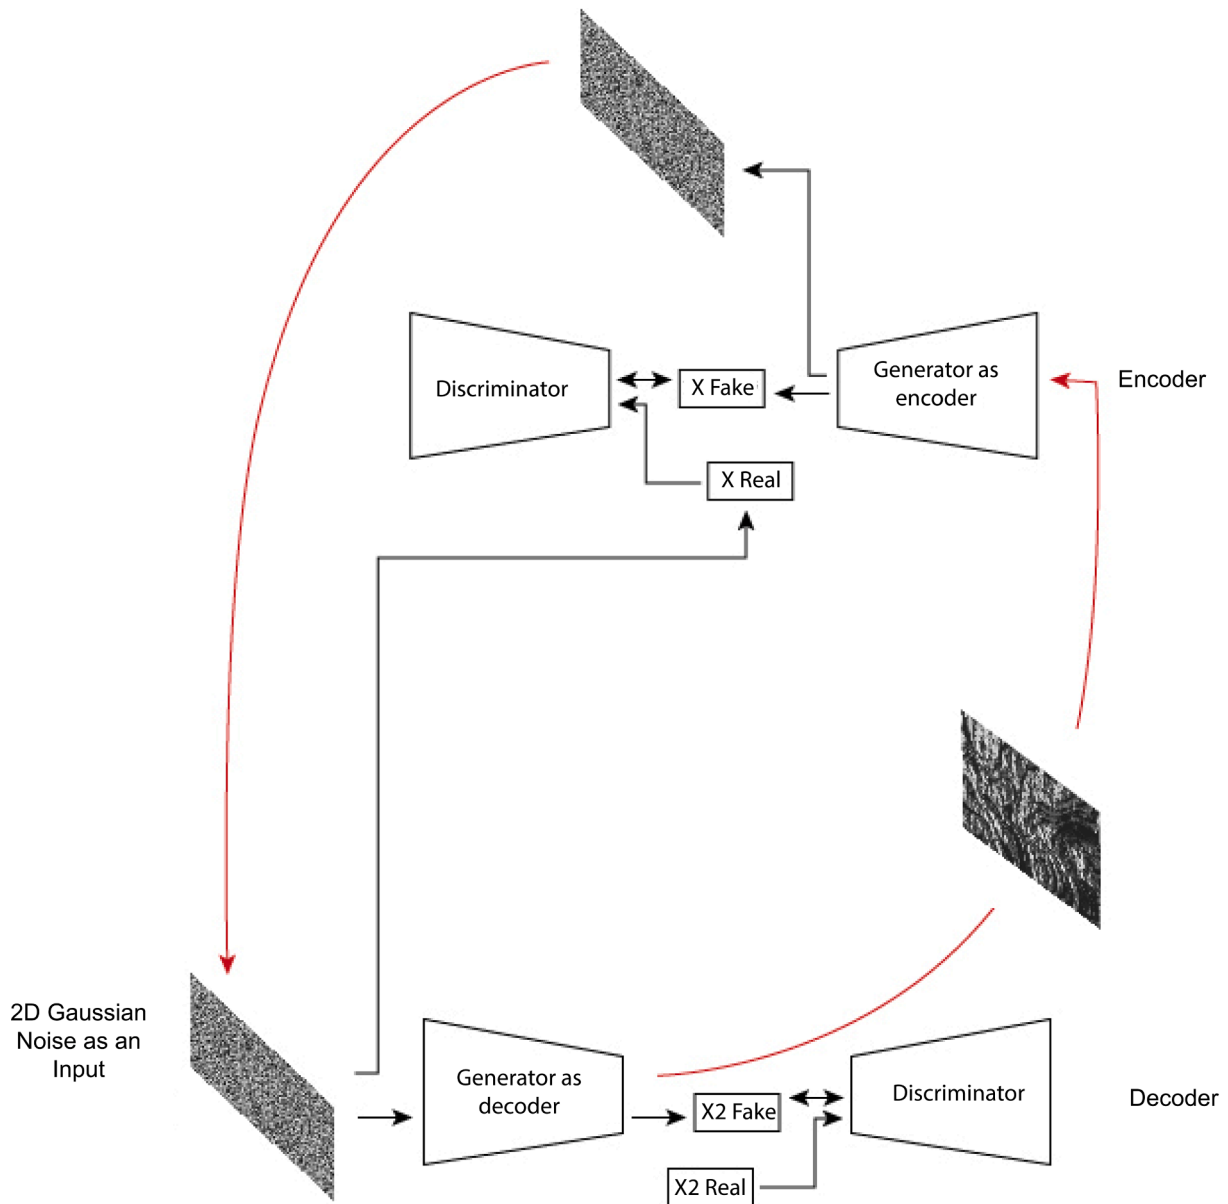 Discriminator
X Fake
Generator as
encoder
Encoder
X Real
2D Gaussian
Noise as an
Input
Generator as
decoder
X2 Fake
Discriminator
Decoder
X2 Real